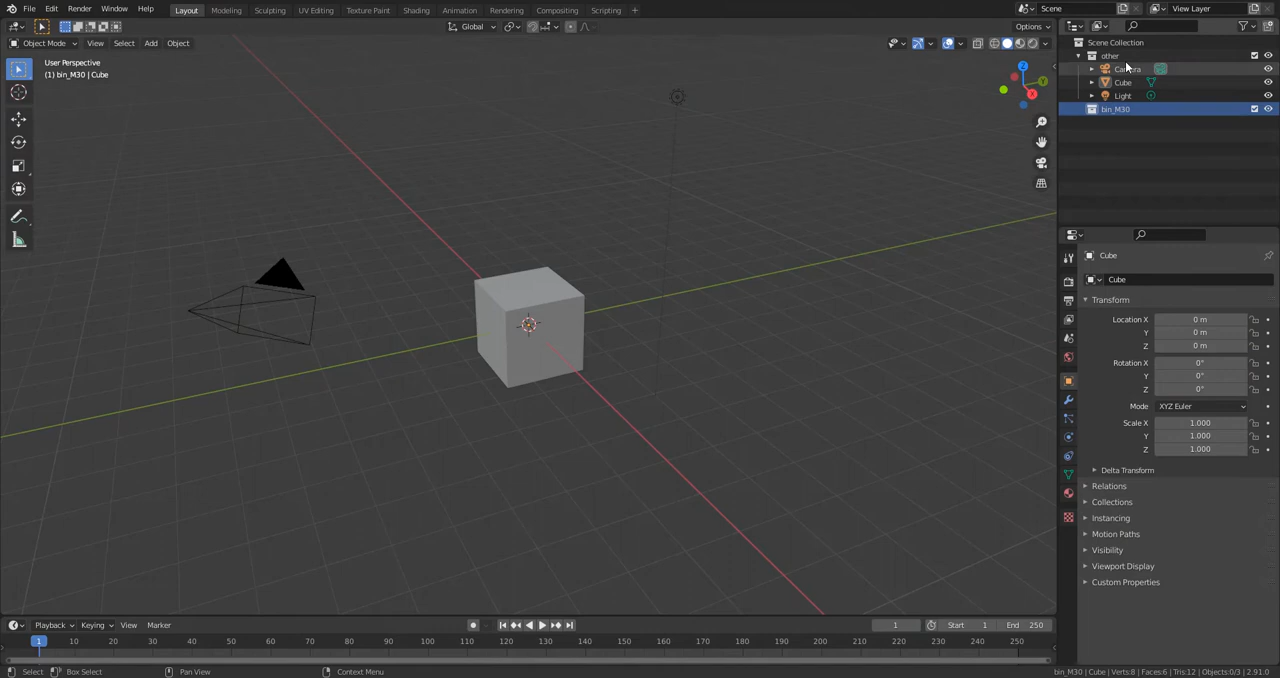 File Edit Render Window Help
Layout Modeling Sculpting UV Editing Texture Paint Shading Animation Rendering Compositing Scripting +
Scene
View Layer
Global
Options
Object Mode View Select Add Object
User Perspective
(1) bin_M30 | Cube
Z
Y
X
Scene Collection
other
Camera
Cube
Light
bin_M30
Cube
Cube
Transform
Location X 0 m
Y 0 m
Z 0 m
Rotation X 0°
Y 0°
Z 0°
Mode XYZ Euler
Scale X 1.000
Y 1.000
Z 1.000
Delta Transform
Relations
Collections
Instancing
Motion Paths
Visibility
Viewport Display
Custom Properties
Playback Keying View Marker
1 Start 1 End 250
1 10 20 30 40 50 60 70 80 90 100 110 120 130 140 150 160 170 180 190 200 210 220 230 240 250
Select Box Select Pan View Context Menu
bin_M30 | Cube | Verts:8 | Faces:6 | Tris:12 | Objects:0/3 | 2.91.0